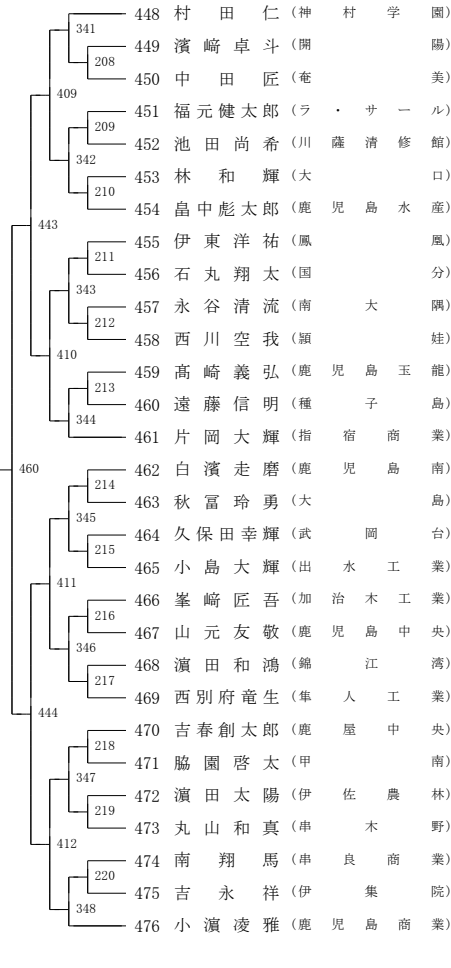 448 村田仁 (神村学園)
341
449 濱﨑卓斗 (開陽)
208
450 中田匠 (奄美)
409
451 福元健太郎 (ラ・サール)
209
452 池田尚希 (川薩清修館)
342
453 林和輝 (大口)
210
454 畠中彪太郎 (鹿児島水産)
443
455 伊東洋祐 (鳳凰)
211
456 石丸翔太 (国分)
343
457 永谷清流 (南大隅)
212
458 西川空我 (頴娃)
410
459 髙崎義弘 (鹿児島玉龍)
213
460 遠藤信明 (種子島)
344
461 片岡大輝 (指宿商業)
460
462 白濱走磨 (鹿児島南)
214
463 秋冨玲勇 (大島)
345
464 久保田幸輝 (武岡台)
215
465 小島大輝 (出水工業)
411
466 峯﨑匠吾 (加治木工業)
216
467 山元友敬 (鹿児島中央)
346
468 濵田和鴻 (錦江湾)
217
469 西別府竜生 (隼人工業)
444
470 吉春創太郎 (鹿屋中央)
218
471 脇園啓太 (甲南)
347
472 濵田太陽 (伊佐農林)
219
473 丸山和真 (串木野)
412
474 南翔馬 (串良商業)
220
475 吉永祥 (伊集院)
348
476 小濵凌雅 (鹿児島商業)